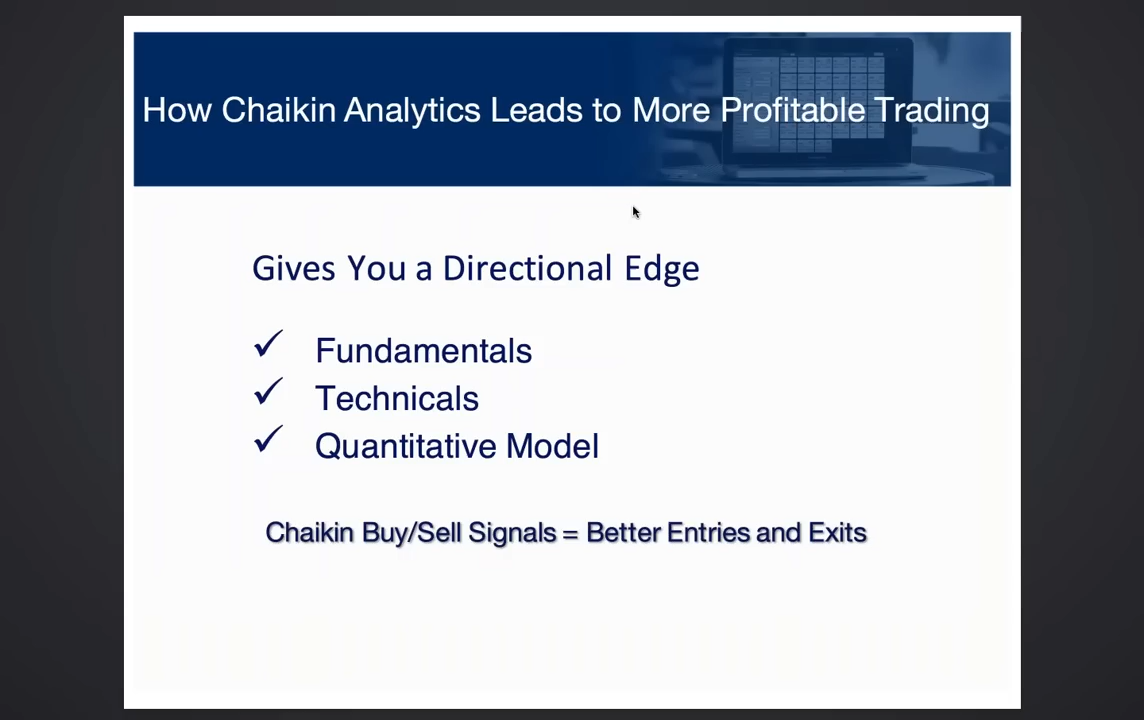 How Chaikin Analytics Leads to More Profitable Trading
Gives You a Directional Edge
✓ Fundamentals
✓ Technicals
✓ Quantitative Model
Chaikin Buy/Sell Signals = Better Entries and Exits